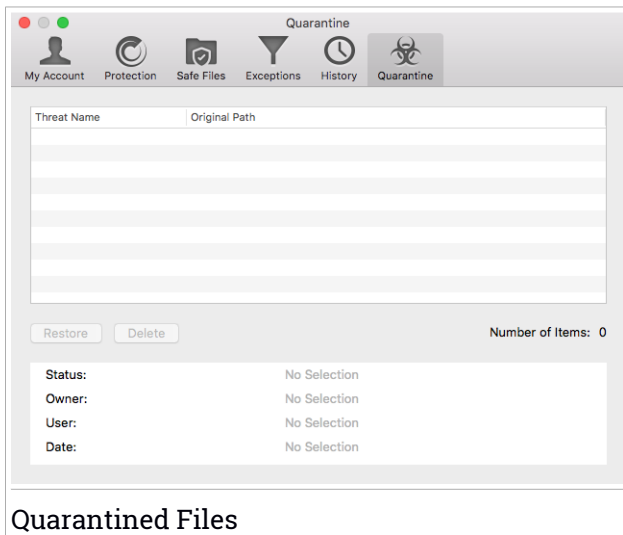 Quarantine
My Account Protection Safe Files Exceptions History Quarantine
Threat Name Original Path
Restore Delete Number of Items: 0
Status: No Selection
Owner: No Selection
User: No Selection
Date: No Selection
Quarantined Files